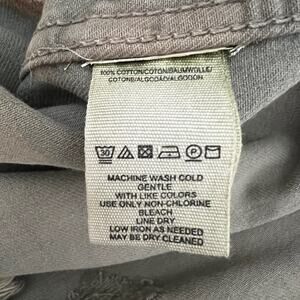 100% COTTON/COTON/BAUMWOLLE/
COTONE/ALGODÃO/ALGODON
30
MACHINE WASH COLD
GENTLE
WITH LIKE COLORS
USE ONLY NON-CHLORINE
BLEACH
LINE DRY
LOW IRON AS NEEDED
MAY BE DRY CLEANED